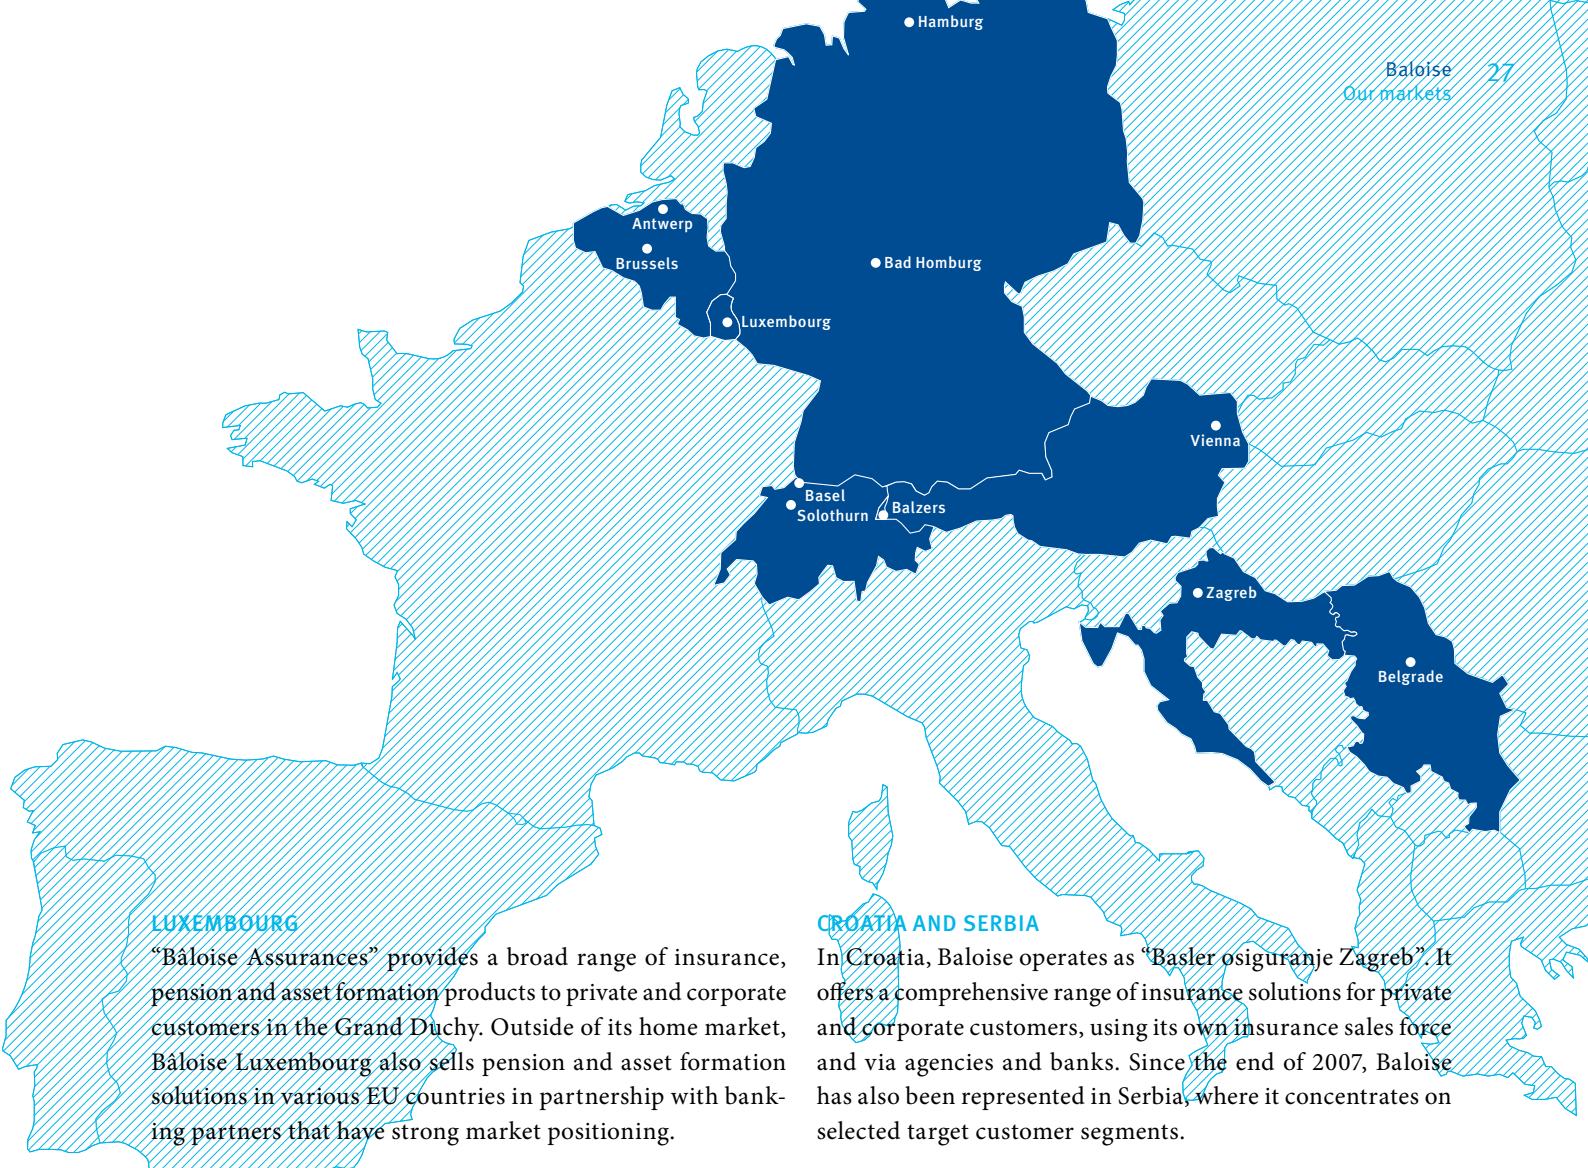 Hamburg
Baloise 27
Our markets
Antwerp
Brussels
Bad Homburg
Luxembourg
Vienna
Basel
Solothurn
Balzers
Zagreb
Belgrade
LUXEMBOURG
“Bâloise Assurances” provides a broad range of insurance,
pension and asset formation products to private and corporate
customers in the Grand Duchy. Outside of its home market,
Bâloise Luxembourg also sells pension and asset formation
solutions in various EU countries in partnership with bank-
ing partners that have strong market positioning.
CROATIA AND SERBIA
In Croatia, Baloise operates as “Basler osiguranje Zagreb”. It
offers a comprehensive range of insurance solutions for private
and corporate customers, using its own insurance sales force
and via agencies and banks. Since the end of 2007, Baloise
has also been represented in Serbia, where it concentrates on
selected target customer segments.